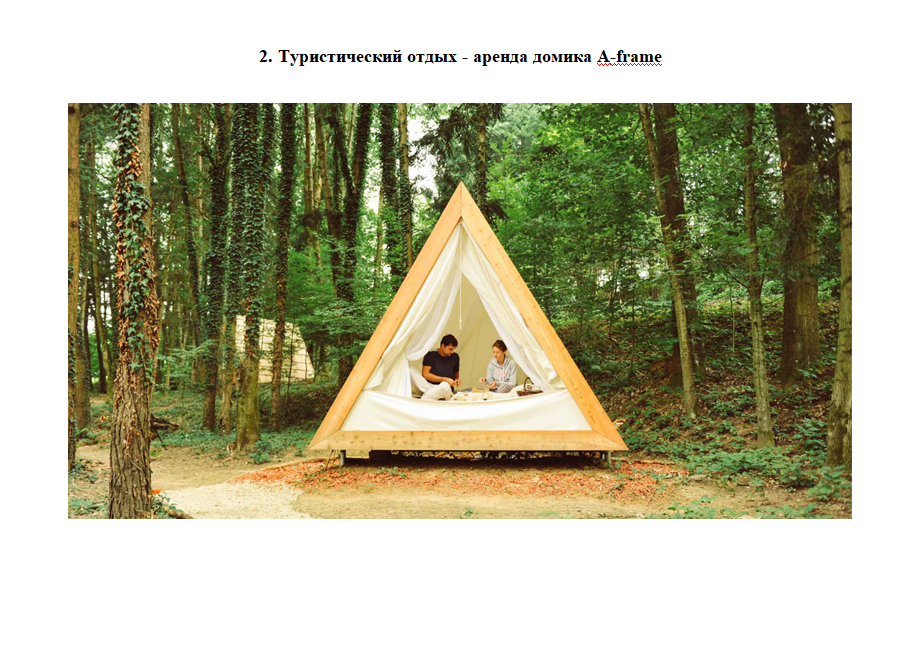 2. Туристический отдых - аренда домика A-frame